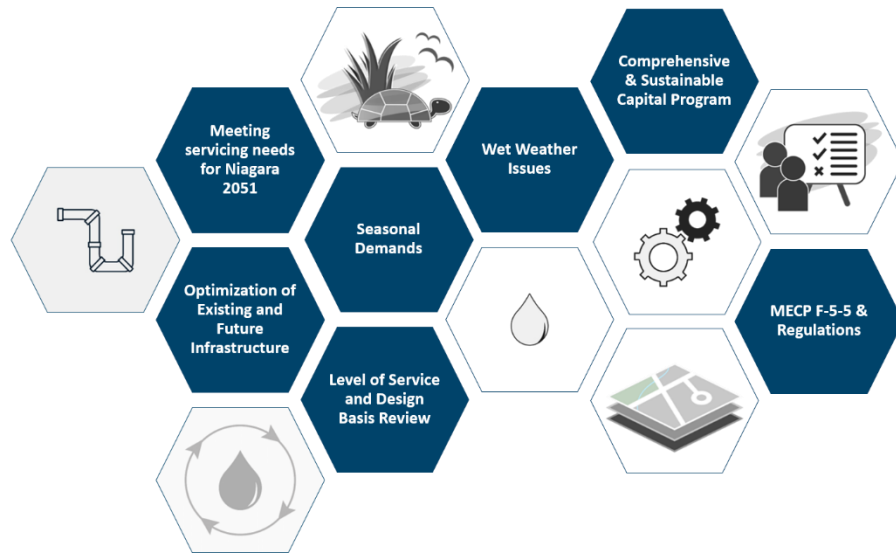 Meeting
servicing needs
for Niagara
2051
Optimization of
Existing and
Future
Infrastructure
Seasonal
Demands
Level of Service
and Design
Basis Review
Wet Weather
Issues
Comprehensive
& Sustainable
Capital Program
MECP F-5-5 &
Regulations